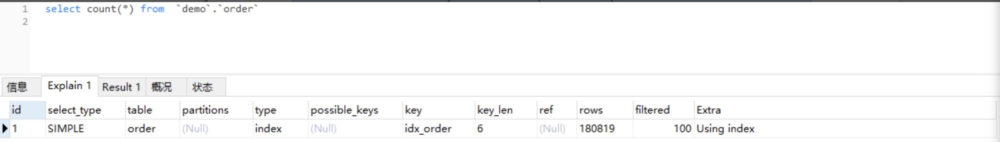 1 select count(*) from `demo`.`order`
2
信息 Explain 1 Result 1 概况 状态
id select_type table partitions type possible_keys key key_len ref rows filtered Extra
1 SIMPLE order (Null) index (Null) idx_order 6 (Null) 180819 100 Using index